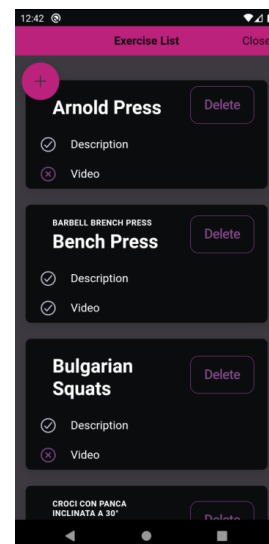 12:42
Exercise List
Close
+
Arnold Press
Delete
Description
Video
BARBELL BRENCH PRESS
Bench Press
Delete
Description
Video
Bulgarian
Squats
Delete
Description
Video
CROCI CON PANCA
INCLINATA A 30°
Delete